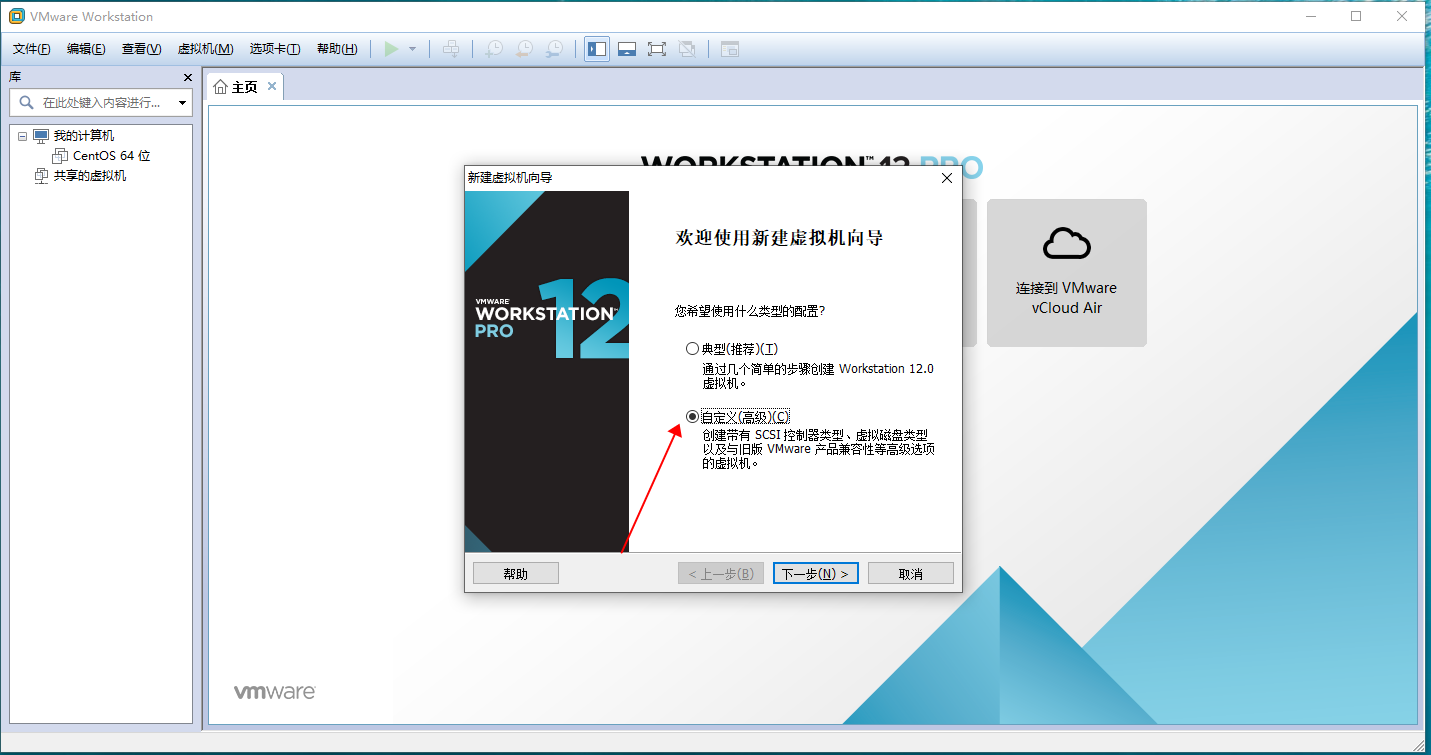 VMware Workstation
文件(F) 编辑(E) 查看(V) 虚拟机(M) 选项卡(T) 帮助(H)
库
在此处键入内容进行...
我的计算机
CentOS 64 位
共享的虚拟机
主页
WORKSTATION™ 12 PRO
连接到 VMware
vCloud Air
新建虚拟机向导
VMWARE
WORKSTATION™
PRO
12
欢迎使用新建虚拟机向导
您希望使用什么类型的配置?
典型(推荐)(T)
通过几个简单的步骤创建 Workstation 12.0
虚拟机。
自定义(高级)(C)
创建带有 SCSI 控制器类型、虚拟磁盘类型
以及与旧版 VMware 产品兼容性等高级选项
的虚拟机。
帮助
< 上一步(B)
下一步(N) >
取消
vmware